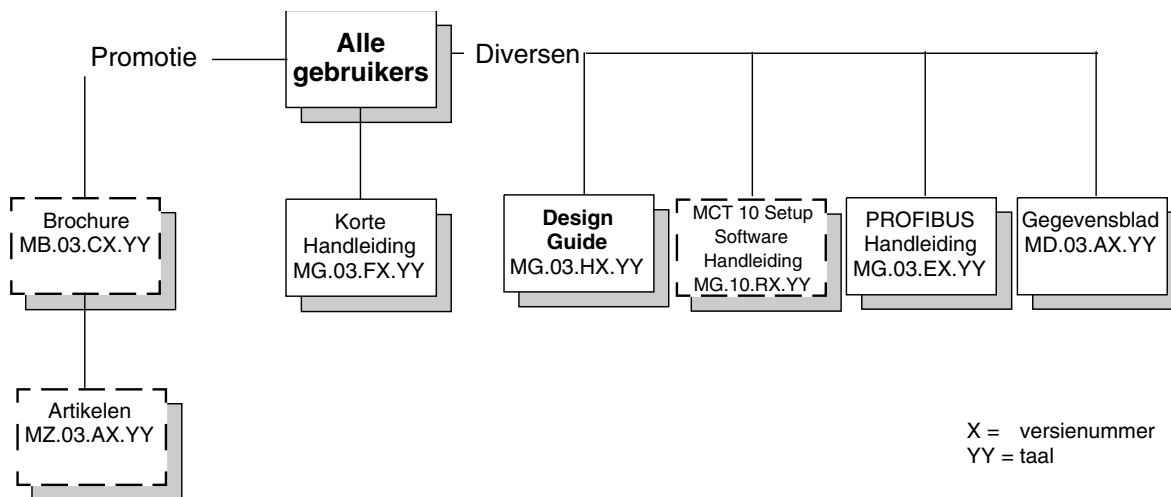 Promotie
Alle
gebruikers
Diversen
Brochure
MB.03.CX.YY
Korte
Handleiding
MG.03.FX.YY
Design
Guide
MG.03.HX.YY
MCT 10 Setup
Software
Handleiding
MG.10.RX.YY
PROFIBUS
Handleiding
MG.03.EX.YY
Gegevensblad
MD.03.AX.YY
Artikelen
MZ.03.AX.YY
X = versienummer
YY = taal